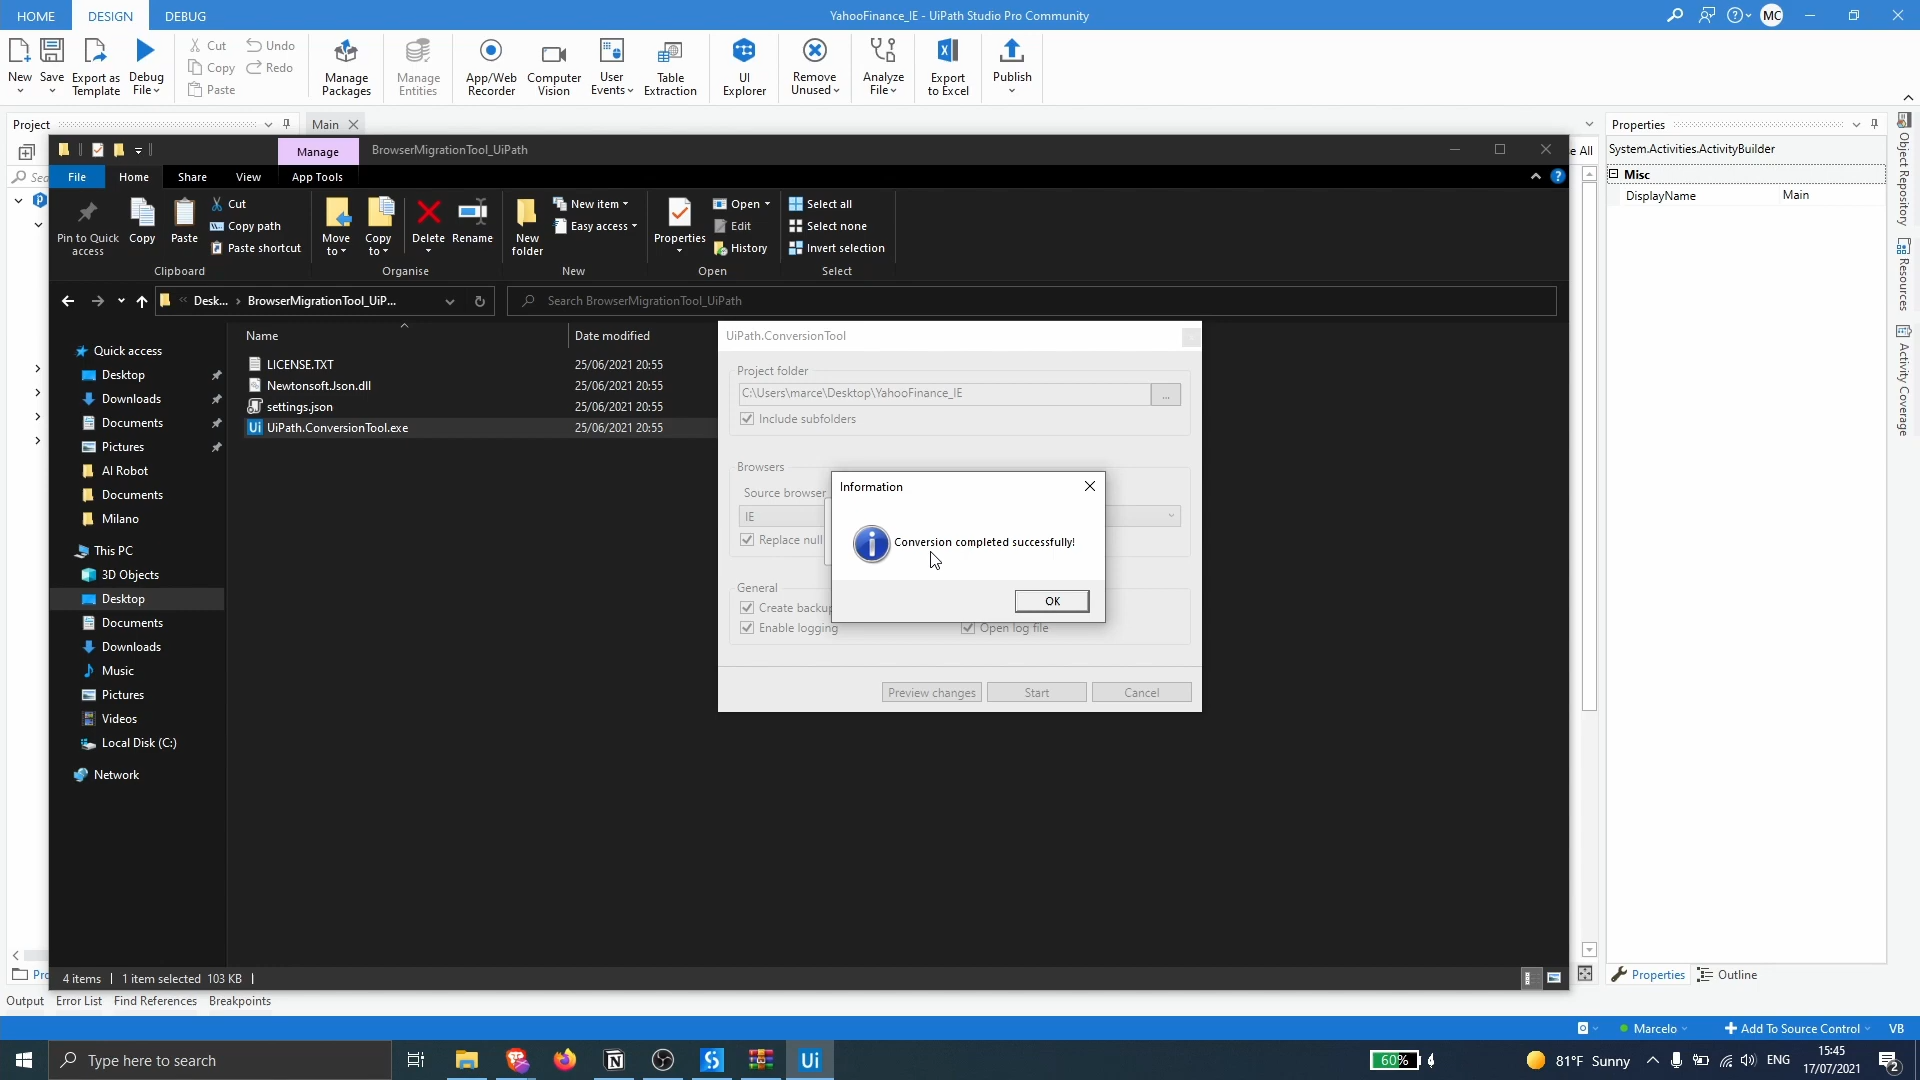 HOME
DESIGN
DEBUG
YahooFinance_IE - UiPath Studio Pro Community
MC
New
Save
Export as Template
Debug File
Cut
Copy
Paste
Undo
Redo
Manage Packages
Manage Entities
App/Web Recorder
Computer Vision
User Events
Table Extraction
UI Explorer
Remove Unused
Analyze File
Export to Excel
Publish
Project
Main
BrowserMigrationTool_UiPath
Manage
File
Home
Share
View
App Tools
Pin to Quick access
Copy
Paste
Cut
Copy path
Paste shortcut
Clipboard
Move to
Copy to
Delete
Rename
Organise
New folder
New item
Easy access
New
Properties
Open
Edit
History
Open
Select all
Select none
Invert selection
Select
Desk...
BrowserMigrationTool_UiP...
Search BrowserMigrationTool_UiPath
Name
Date modified
LICENSE.TXT 25/06/2021 20:55
Newtonsoft.Json.dll 25/06/2021 20:55
settings.json 25/06/2021 20:55
UiPath.ConversionTool.exe 25/06/2021 20:55
Quick access
Desktop
Downloads
Documents
Pictures
AI Robot
Documents
Milano
This PC
3D Objects
Desktop
Documents
Downloads
Music
Pictures
Videos
Local Disk (C:)
Network
4 items
1 item selected 103 KB
UiPath.ConversionTool
Project folder
C:\Users\marce\Desktop\YahooFinance_IE
...
Include subfolders
Browsers
Source browser
IE
Replace null
General
Create backup
Enable logging
Open log file
Preview changes
Start
Cancel
Information
Conversion completed successfully!
OK
e All
Properties
System.Activities.ActivityBuilder
Misc
DisplayName
Main
Object Repository
Resources
Activity Coverage
Properties
Outline
Output
Error List
Find References
Breakpoints
Marcelo
Add To Source Control
VB
Type here to search
60%
81°F Sunny
ENG
15:45
17/07/2021
2